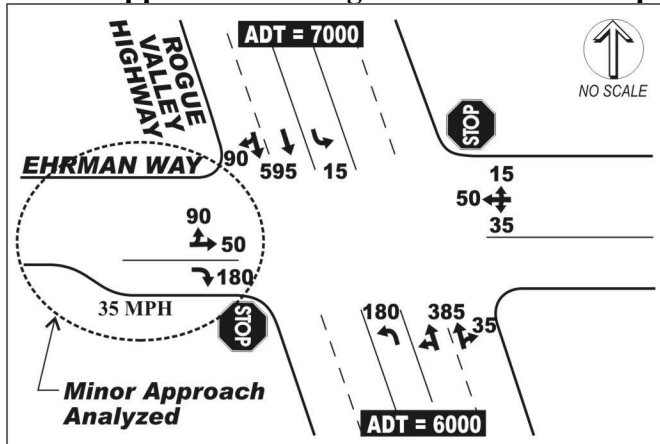 ADT = 7000
ROGUE
VALLEY
HIGHWAY
NO SCALE
STOP
EHRMAN WAY
90
595
15
15
50
35
90
50
180
35 MPH
STOP
180
385
35
Minor Approach
Analyzed
ADT = 6000